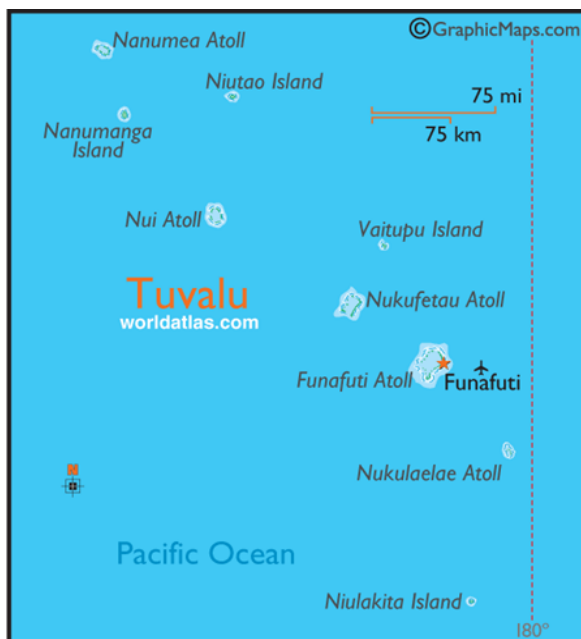 ©GraphicMaps.com
Nanumea Atoll
Niutao Island
75 mi
75 km
Nanumanga
Island
Nui Atoll
Vaitupu Island
Tuvalu
worldatlas.com
Nukufetau Atoll
Funafuti Atoll
Funafuti
Nukulaelae Atoll
N
Pacific Ocean
Niulakita Island
180°